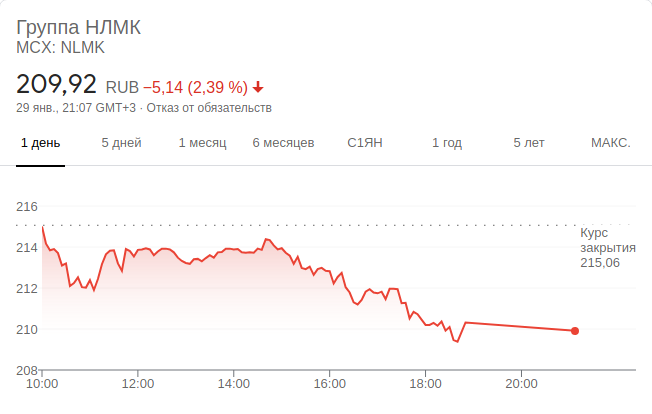 Группа НЛМК
MCX: NLMK
209,92 RUB −5,14 (2,39 %)
29 янв., 21:07 GMT+3 · Отказ от обязательств
1 день 5 дней 1 месяц 6 месяцев С1ЯН 1 год 5 лет МАКС.
216
Курс
закрытия
215,06
214
212
210
208
10:00 12:00 14:00 16:00 18:00 20:00